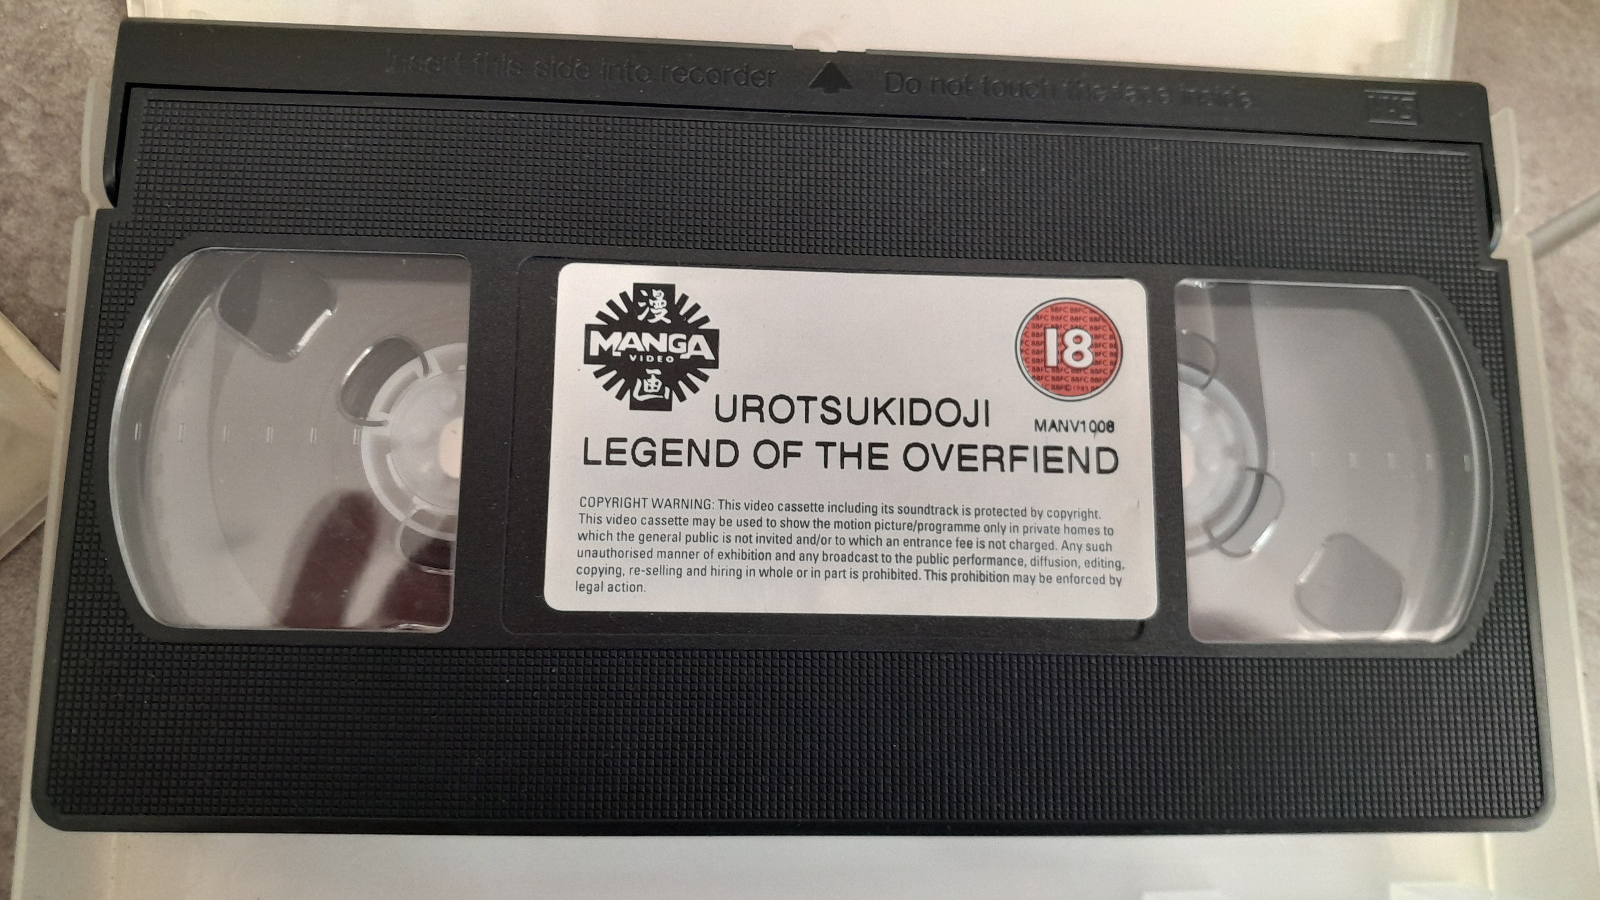 Insert this side into recorder Do not touch the tape inside VHS
漫
MANGA
VIDEO
画
18
UROTSUKIDOJI MANV1008
LEGEND OF THE OVERFIEND
COPYRIGHT WARNING: This video cassette including its soundtrack is protected by copyright.
This video cassette may be used to show the motion picture/programme only in private homes to
which the general public is not invited and/or to which an entrance fee is not charged. Any such
unauthorised manner of exhibition and any broadcast to the public performance, diffusion, editing,
copying, re-selling and hiring in whole or in part is prohibited. This prohibition may be enforced by
legal action.